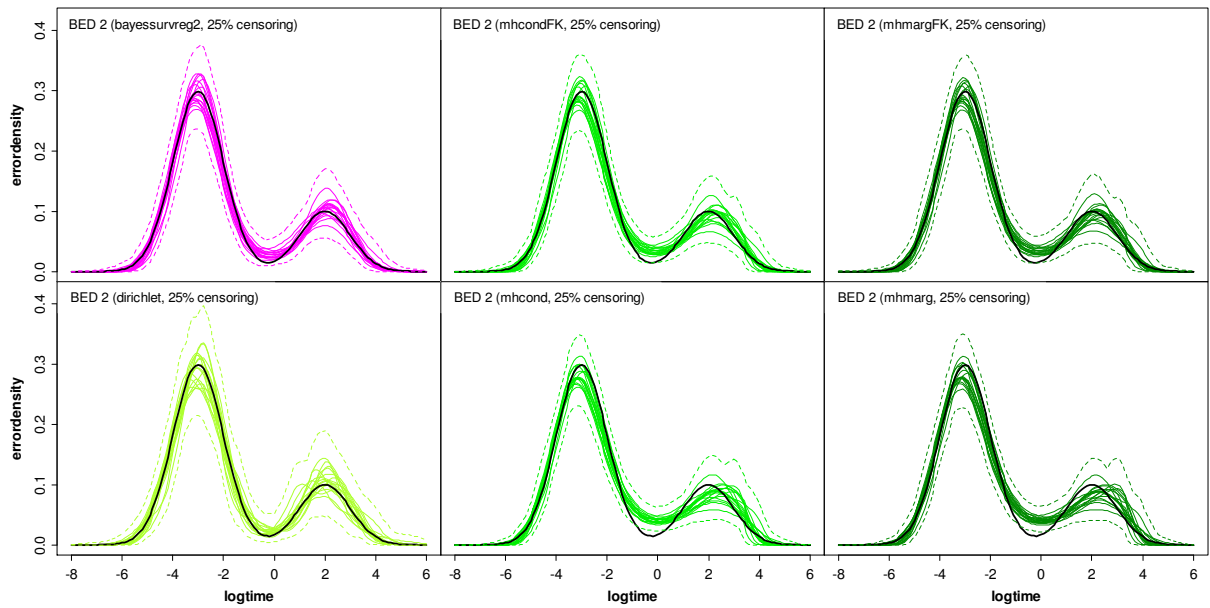 BED 2 (bayessurvreg2, 25% censoring)
BED 2 (mhcondFK, 25% censoring)
BED 2 (mhmargFK, 25% censoring)
0.4
0.3
0.2
0.1
0.0
errordensity
BED 2 (dirichlet, 25% censoring)
BED 2 (mhcond, 25% censoring)
BED 2 (mhmarg, 25% censoring)
0.4
0.3
0.2
0.1
0.0
errordensity
-8 -6 -4 -2 0 2 4 6
-8 -6 -4 -2 0 2 4 6
-8 -6 -4 -2 0 2 4 6
logtime
logtime
logtime